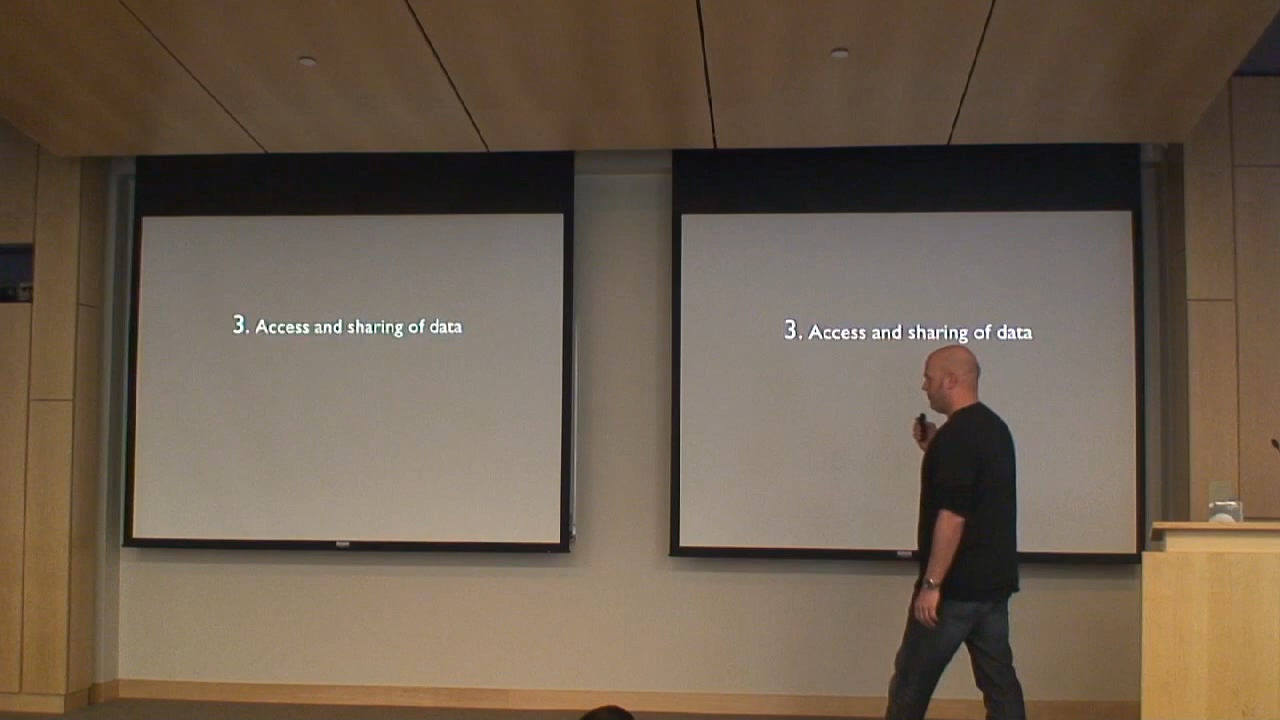 3. Access and sharing of data
3. Access and sharing of data